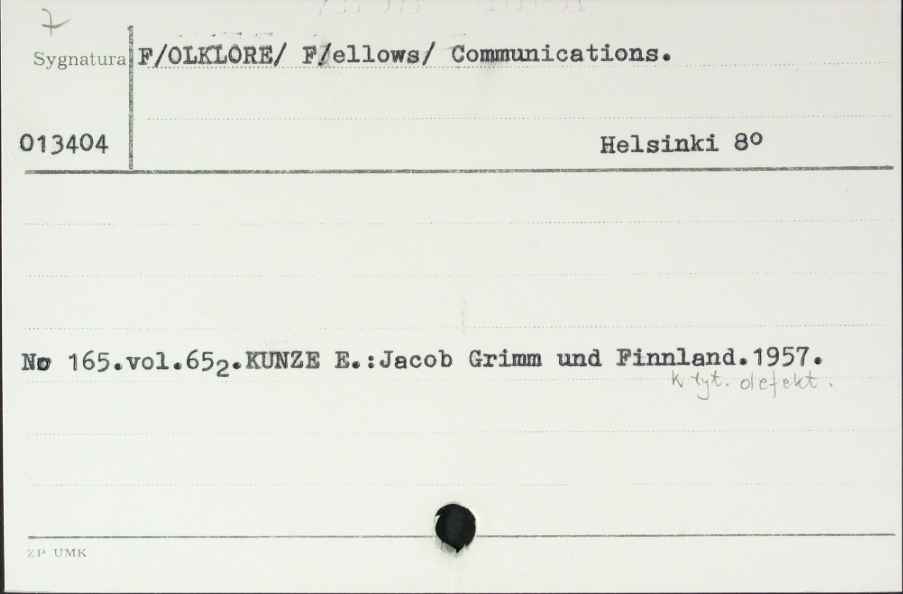 Sygnatura F/OLKLORE/ F/ellows/ Communications.
013404 Helsinki 8º
No 165.vol.65₂.KUNZE E.:Jacob Grimm und Finnland.1957.
k. tyt. defekt.
ZP UMK